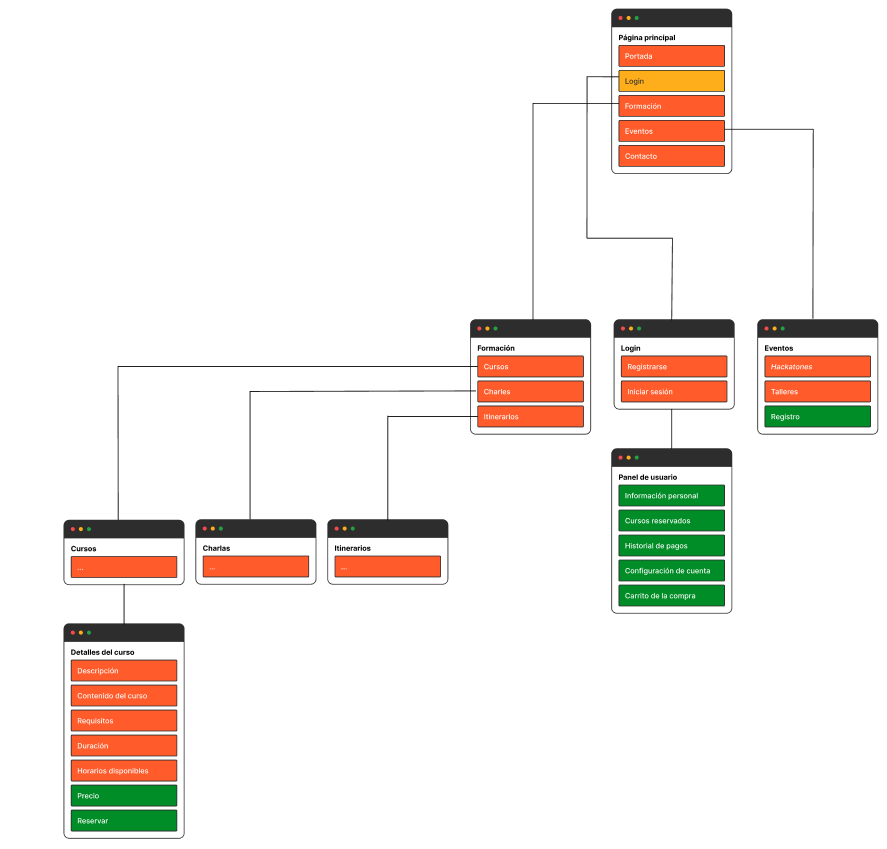 Página principal
Portada
Login
Formación
Eventos
Contacto
Formación
Cursos
Charles
Itinerarios
Login
Registrarse
Iniciar sesión
Eventos
Hackatones
Talleres
Registro
Panel de usuario
Información personal
Cursos reservados
Historial de pagos
Configuración de cuenta
Carrito de la compra
Cursos
...
Charlas
...
Itinerarios
...
Detalles del curso
Descripción
Contenido del curso
Requisitos
Duración
Horarios disponibles
Precio
Reservar